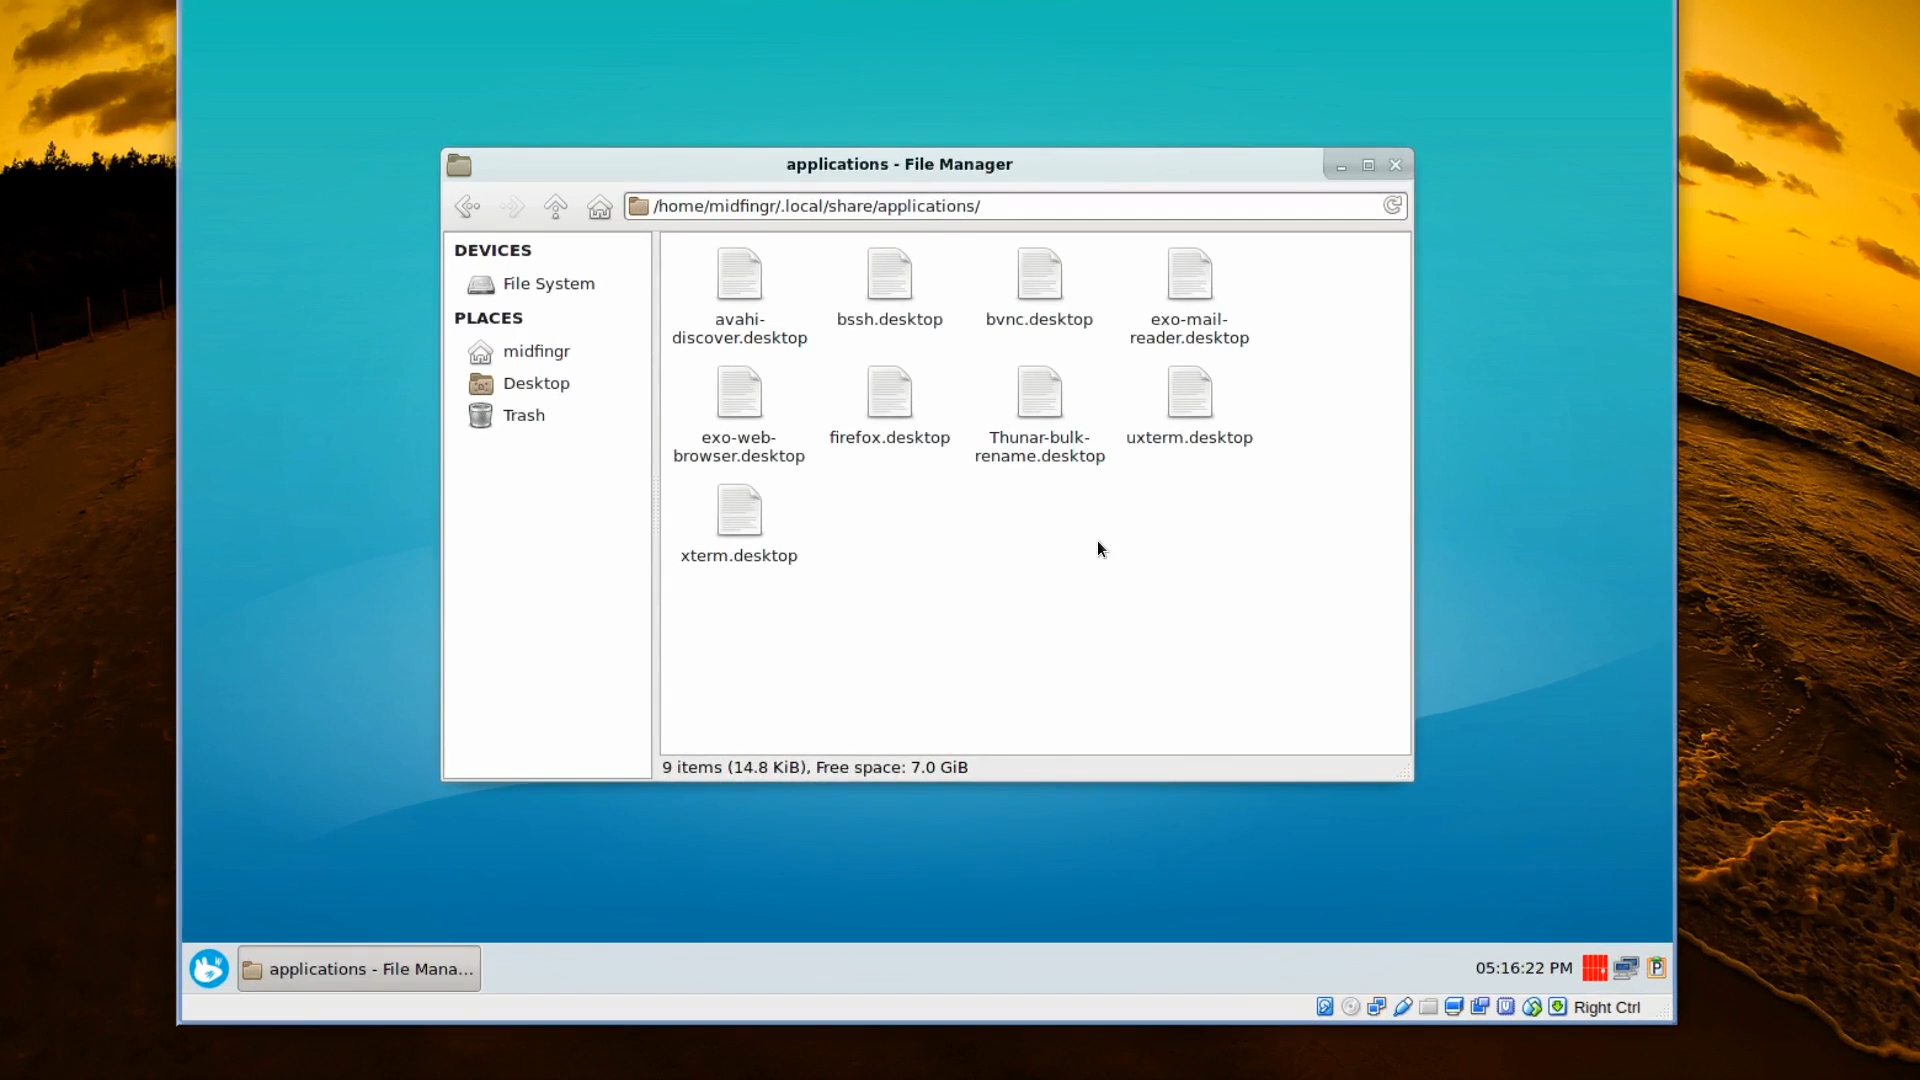 applications - File Manager
/home/midfingr/.local/share/applications/
DEVICES
File System
PLACES
midfingr
Desktop
Trash
avahi-
discover.desktop
bssh.desktop
bvnc.desktop
exo-mail-
reader.desktop
exo-web-
browser.desktop
firefox.desktop
Thunar-bulk-
rename.desktop
uxterm.desktop
xterm.desktop
9 items (14.8 KiB), Free space: 7.0 GiB
applications - File Mana...
05:16:22 PM
P
Right Ctrl